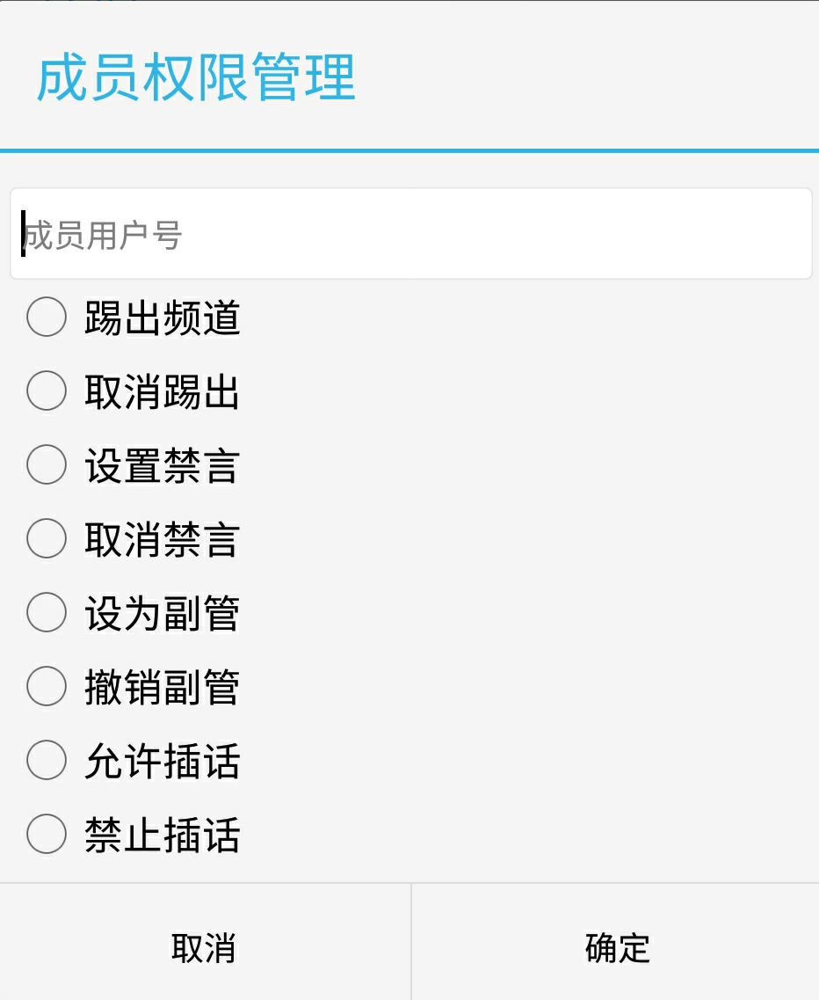 成员权限管理
成员用户号
踢出频道
取消踢出
设置禁言
取消禁言
设为副管
撤销副管
允许插话
禁止插话
取消
确定